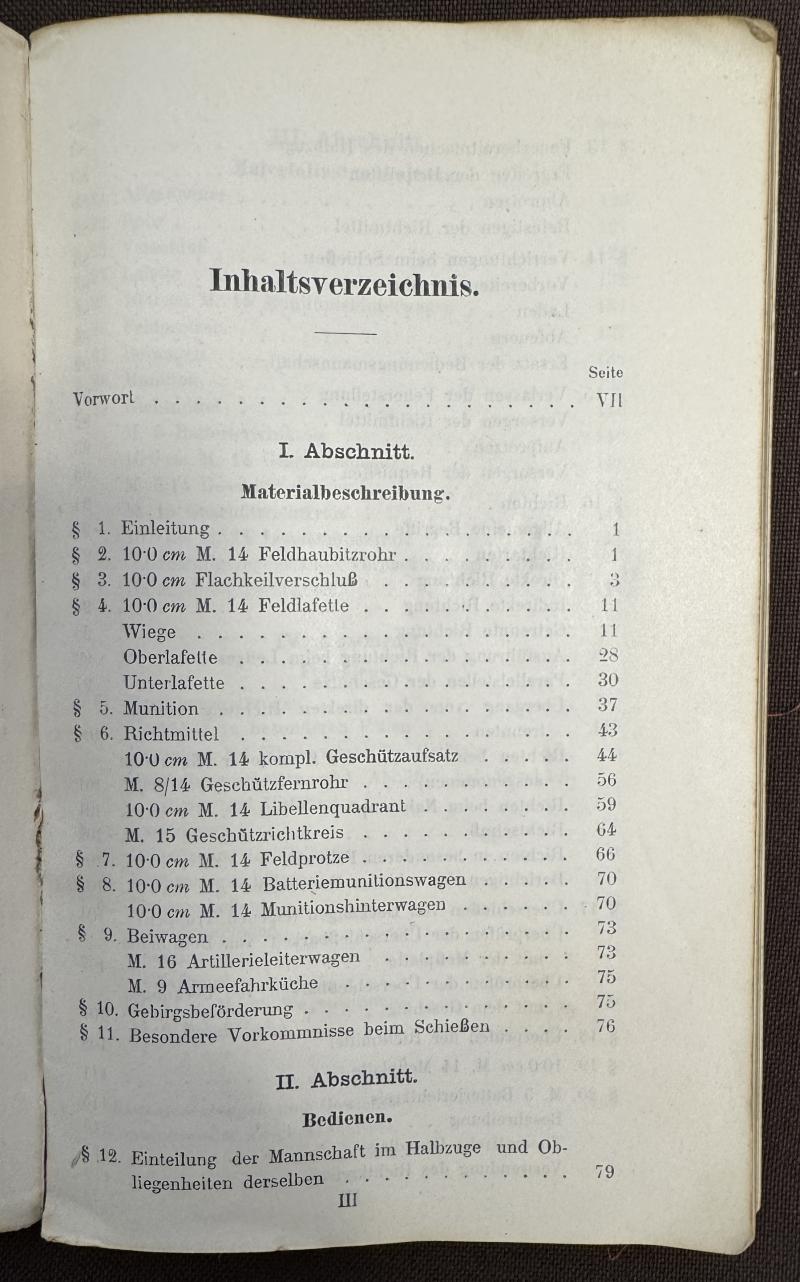 Inhaltsverzeichnis.
Seite
Vorwort . . . . . . . . . . . . . . . . . . . . . VII
I. Abschnitt.
Materialbeschreibung.
§ 1. Einleitung . . . . . . . . . . . . . . . . . 1
§ 2. 10·0 cm M. 14 Feldhaubitzrohr . . . . . . . . 1
§ 3. 10·0 cm Flachkeilverschluß . . . . . . . . . 3
§ 4. 10·0 cm M. 14 Feldlafette . . . . . . . . . . 11
Wiege . . . . . . . . . . . . . . . . . . 11
Oberlafette . . . . . . . . . . . . . . . . 28
Unterlafette . . . . . . . . . . . . . . . . 30
§ 5. Munition . . . . . . . . . . . . . . . . . 37
§ 6. Richtmittel . . . . . . . . . . . . . . . . 43
10·0 cm M. 14 kompl. Geschützaufsatz . . . . . 44
M. 8/14 Geschützfernrohr . . . . . . . . . . 56
10·0 cm M. 14 Libellenquadrant . . . . . . . 59
M. 15 Geschützrichtkreis . . . . . . . . . . 64
§ 7. 10·0 cm M. 14 Feldprotze . . . . . . . . . . 66
§ 8. 10·0 cm M. 14 Batteriemunitionswagen . . . . . 70
10·0 cm M. 14 Munitionshinterwagen . . . . . . 70
§ 9. Beiwagen . . . . . . . . . . . . . . . . . 73
M. 16 Artillerieleiterwagen . . . . . . . . . 73
M. 9 Armeefahrküche . . . . . . . . . . . 75
§ 10. Gebirgsbeförderung . . . . . . . . . . . . . 75
§ 11. Besondere Vorkommnisse beim Schießen . . . . 76
II. Abschnitt.
Bedienen.
§ 12. Einteilung der Mannschaft im Halbzuge und Ob-
liegenheiten derselben . . . . . . . . . . . 79
III